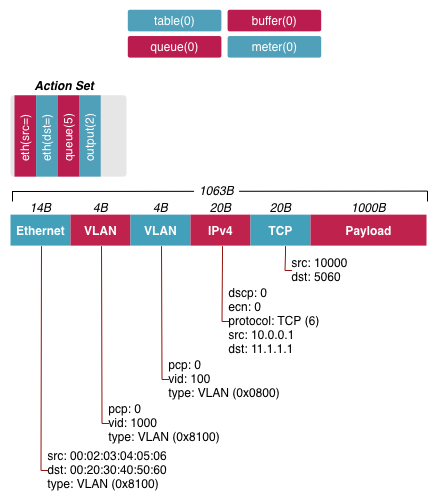 table(0)
buffer(0)
queue(0)
meter(0)
Action Set
eth(src=)
eth(dst=)
queue(5)
output(2)
1063B
14B
4B
4B
20B
20B
1000B
Ethernet
VLAN
VLAN
IPv4
TCP
Payload
src: 10000
dst: 5060
dscp: 0
ecn: 0
protocol: TCP (6)
src: 10.0.0.1
dst: 11.1.1.1
pcp: 0
vid: 100
type: VLAN (0x0800)
pcp: 0
vid: 1000
type: VLAN (0x8100)
src: 00:02:03:04:05:06
dst: 00:20:30:40:50:60
type: VLAN (0x8100)